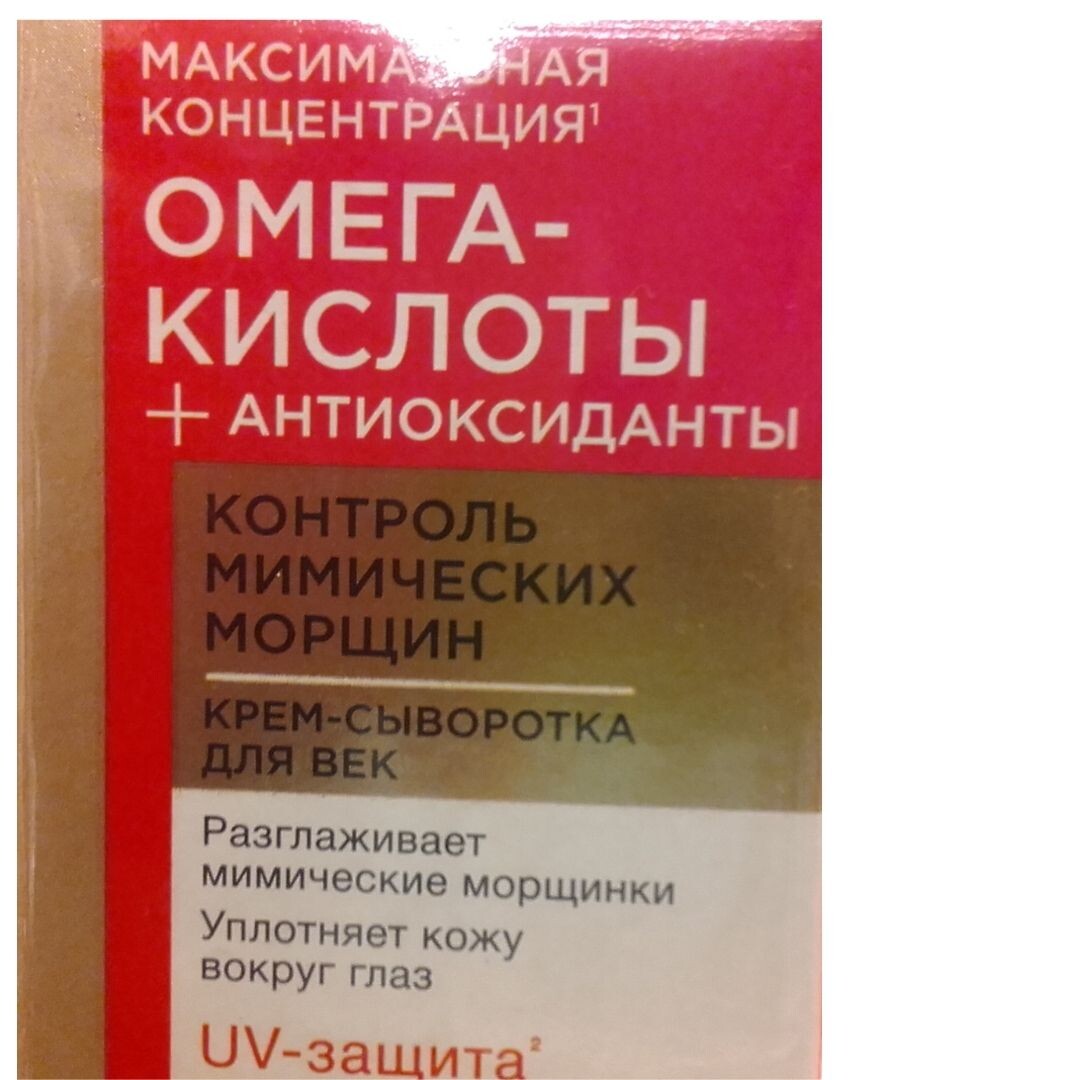 МАКСИМАЛЬНАЯ
КОНЦЕНТРАЦИЯ¹
ОМЕГА-
КИСЛОТЫ
+ АНТИОКСИДАНТЫ
КОНТРОЛЬ
МИМИЧЕСКИХ
МОРЩИН
КРЕМ-СЫВОРОТКА
ДЛЯ ВЕК
Разглаживает
мимические морщинки
Уплотняет кожу
вокруг глаз
UV-защита²